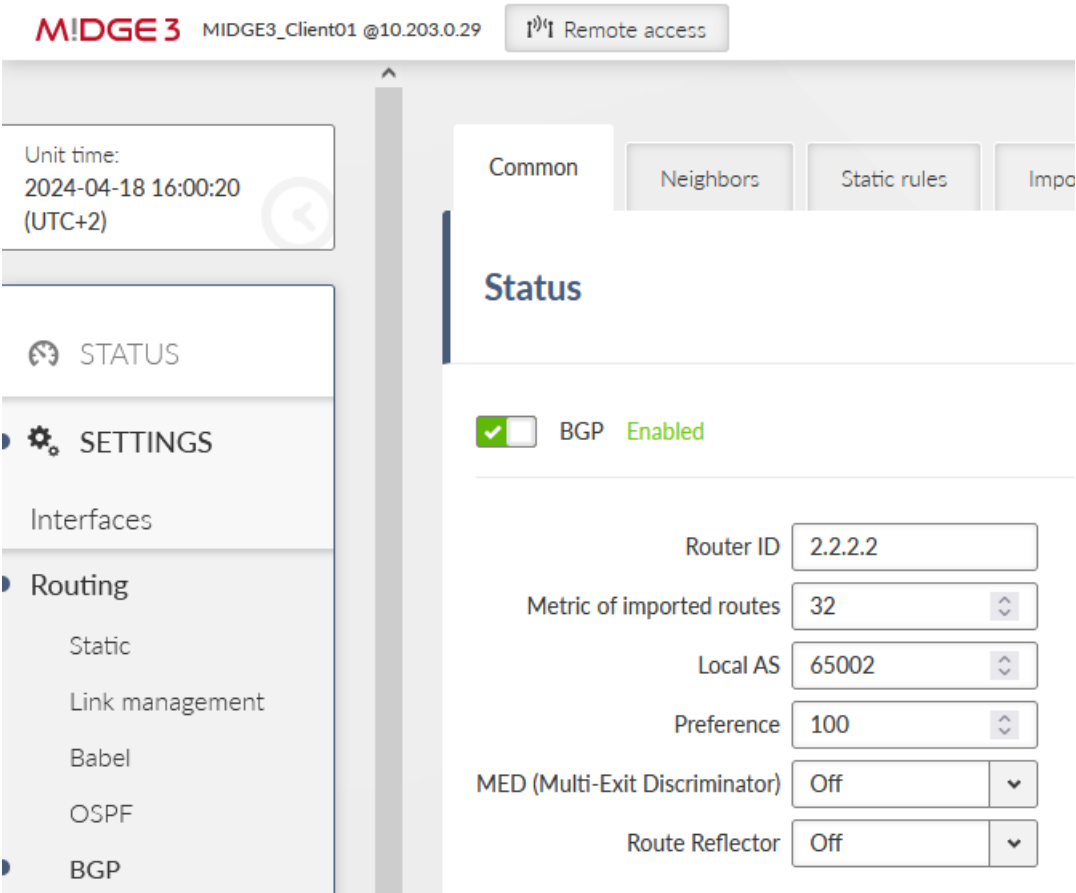 M!DGE 3 MIDGE3_Client01 @10.203.0.29 Remote access
Unit time:
2024-04-18 16:00:20
(UTC+2)
STATUS
SETTINGS
Interfaces
Routing
Static
Link management
Babel
OSPF
BGP
Common Neighbors Static rules Impo
Status
BGP Enabled
Router ID 2.2.2.2
Metric of imported routes 32
Local AS 65002
Preference 100
MED (Multi-Exit Discriminator) Off
Route Reflector Off